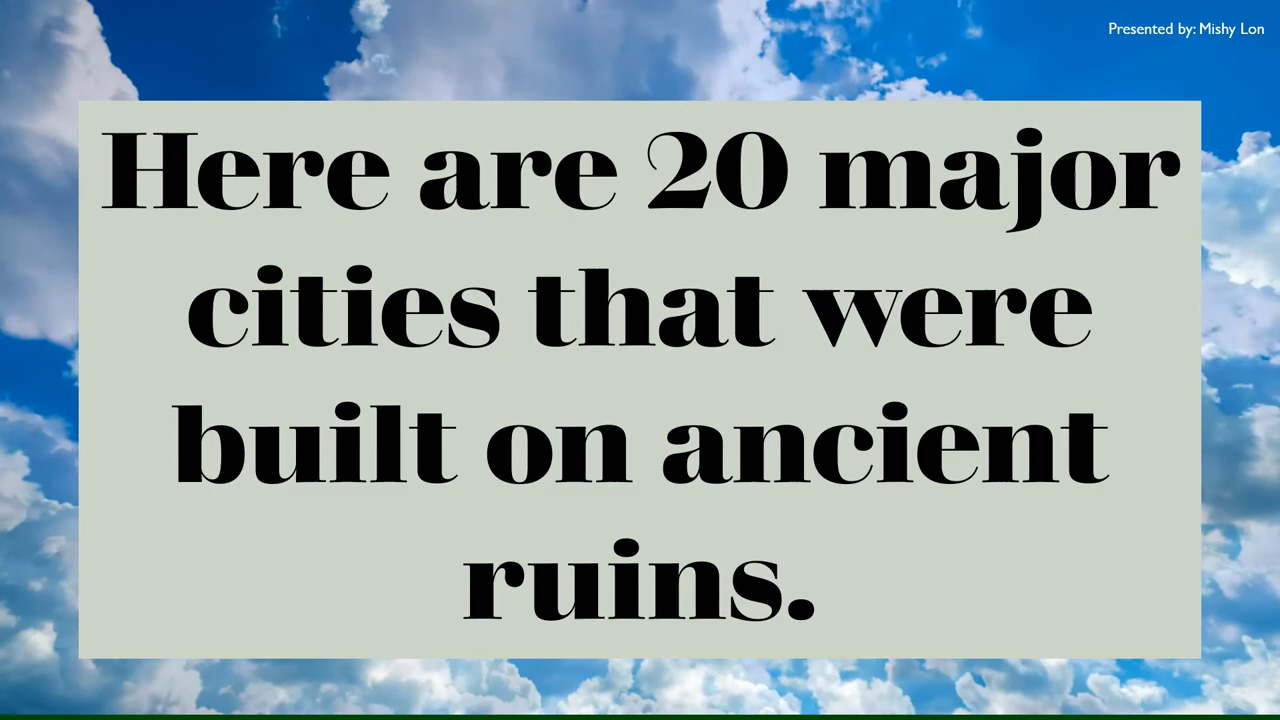 Presented by: Mishy Lon
Here are 20 major
cities that were
built on ancient
ruins.